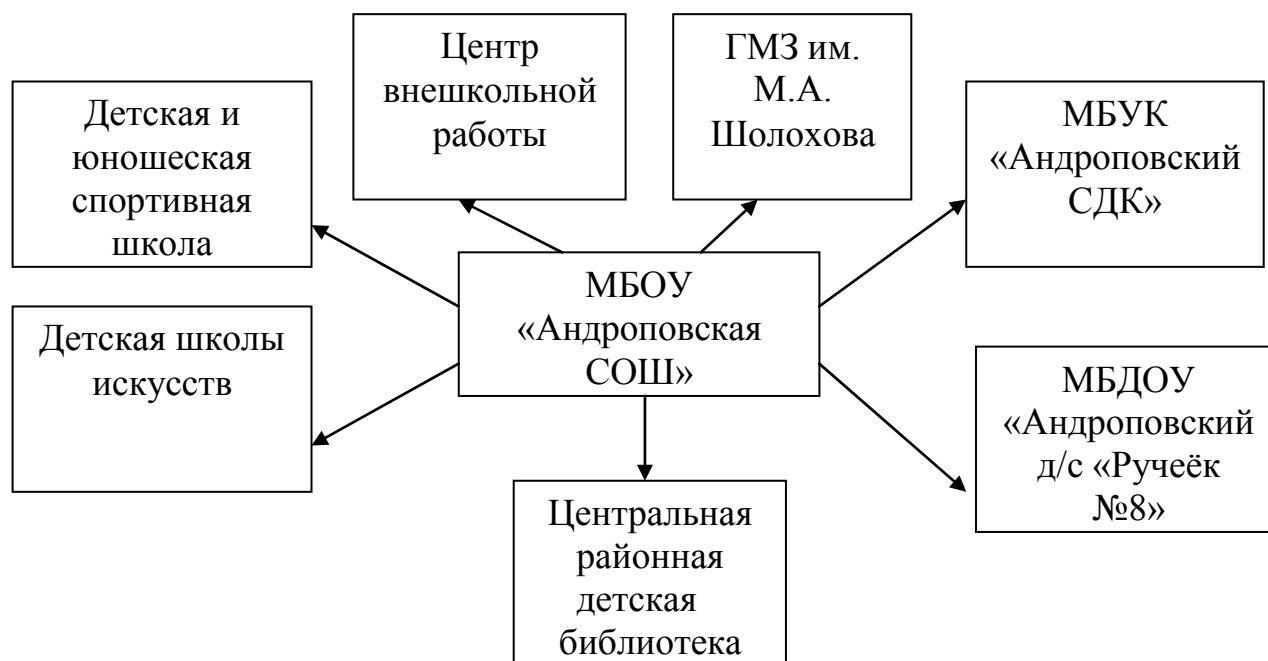 Центр
внешкольной
работы
ГМЗ им.
М.А.
Шолохова
Детская и
юношеская
спортивная
школа
МБУК
«Андроповский
СДК»
МБОУ
«Андроповская
СОШ»
Детская школы
искусств
МБДОУ
«Андроповский
д/с «Ручеёк
№8»
Центральная
районная
детская
библиотека